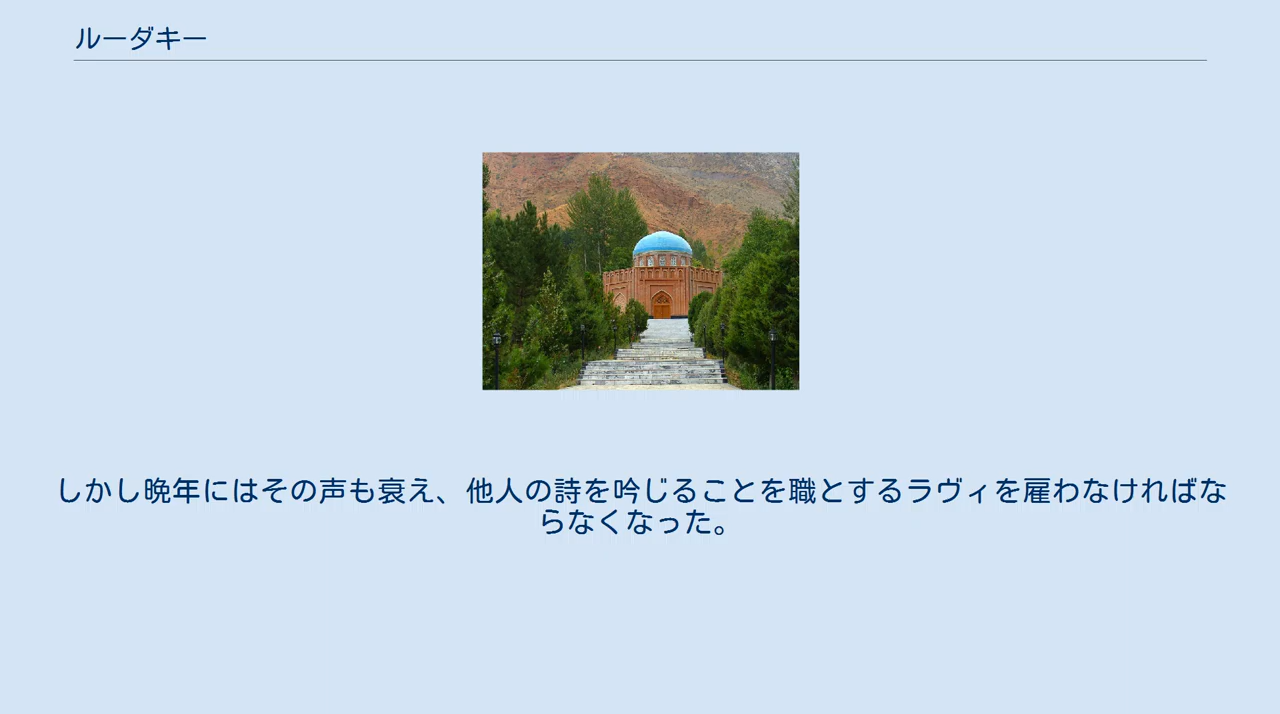 ルーダキー
しかし晩年にはその声も衰え、他人の詩を吟じることを職とするラヴィを雇わなければな
らなくなった。